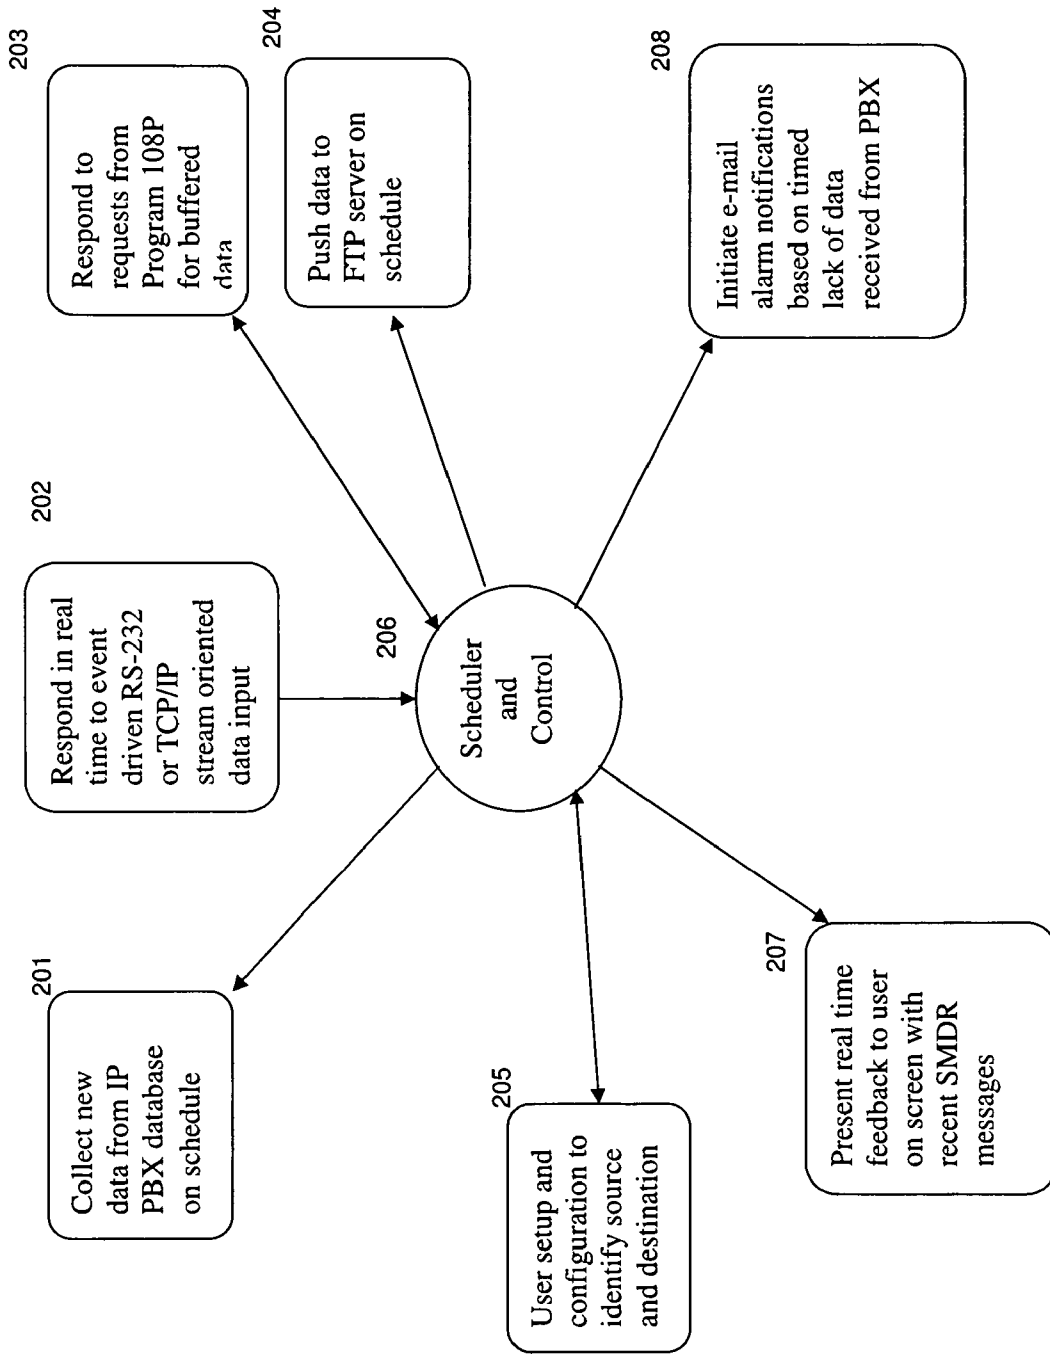 201
Collect new
data from IP
PBX database
on schedule
202
Respond in real
time to event
driven RS-232
or TCP/IP
stream oriented
data input
203
Respond to
requests from
Program 108P
for buffered
data
204
Push data to
FTP server on
schedule
205
User setup and
configuration to
identify source
and destination
206
Scheduler
and
Control
207
Present real time
feedback to user
on screen with
recent SMDR
messages
208
Initiate e-mail
alarm notifications
based on timed
lack of data
received from PBX